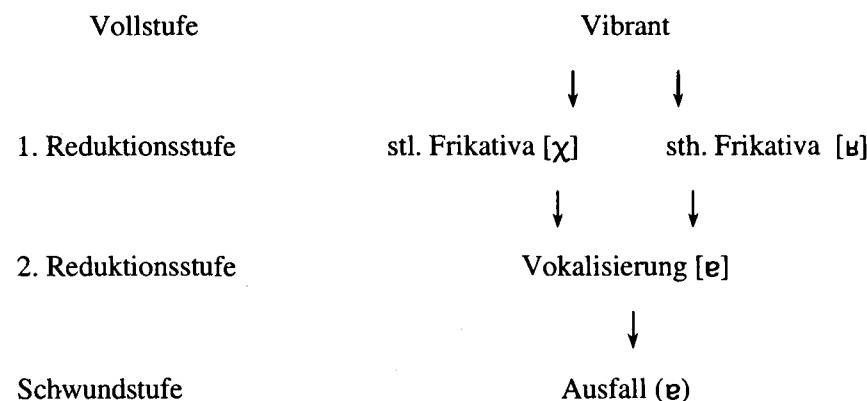 Vollstufe Vibrant
↓ ↓
1. Reduktionsstufe stl. Frikativa [χ] sth. Frikativa [ʁ]
↓ ↓
2. Reduktionsstufe Vokalisierung [ɐ]
↓
Schwundstufe Ausfall (ɐ)